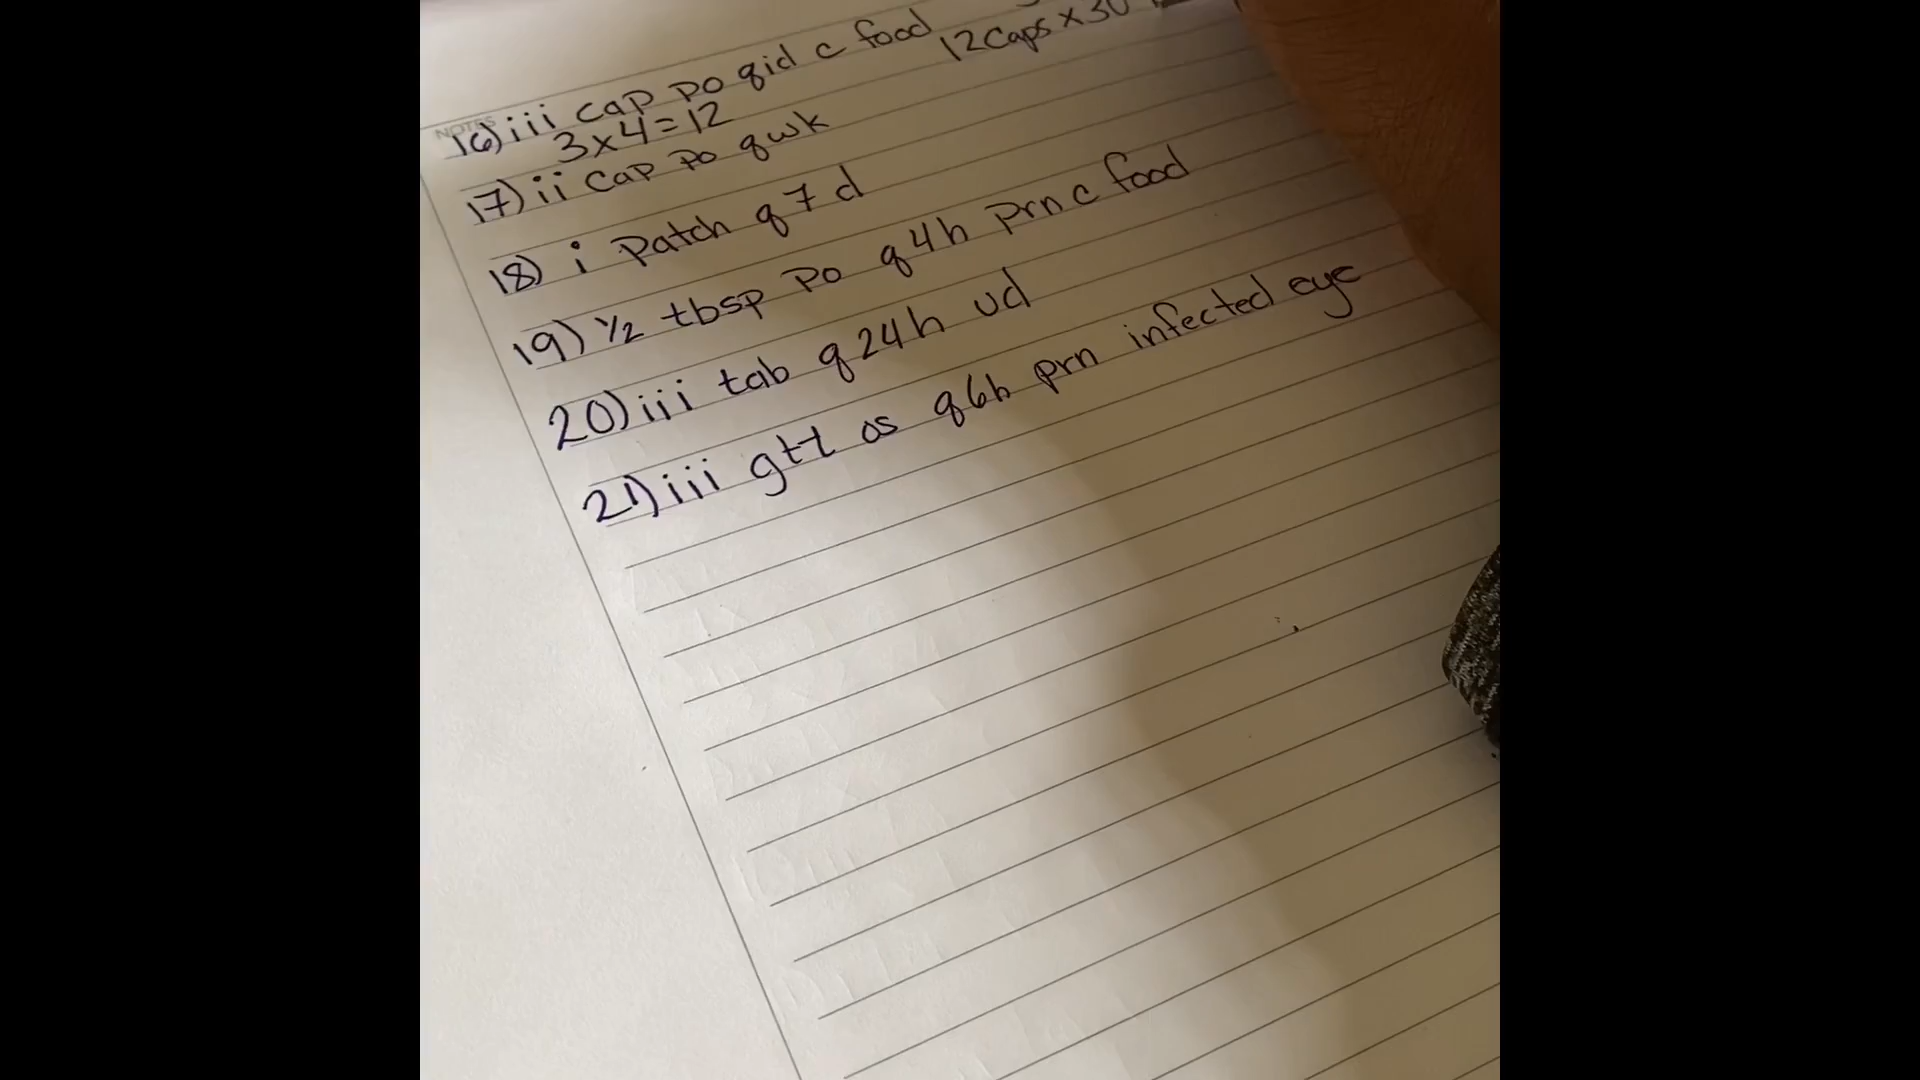 NOTES
16) iii cap po qid c food 12 caps x 30
3x4=12
17) ii cap po qwk
18) i patch q 7 d
19) ½ tbsp po q4h prn c food
20) iii tab q24h ud
21) iii gtt os q6h prn infected eye